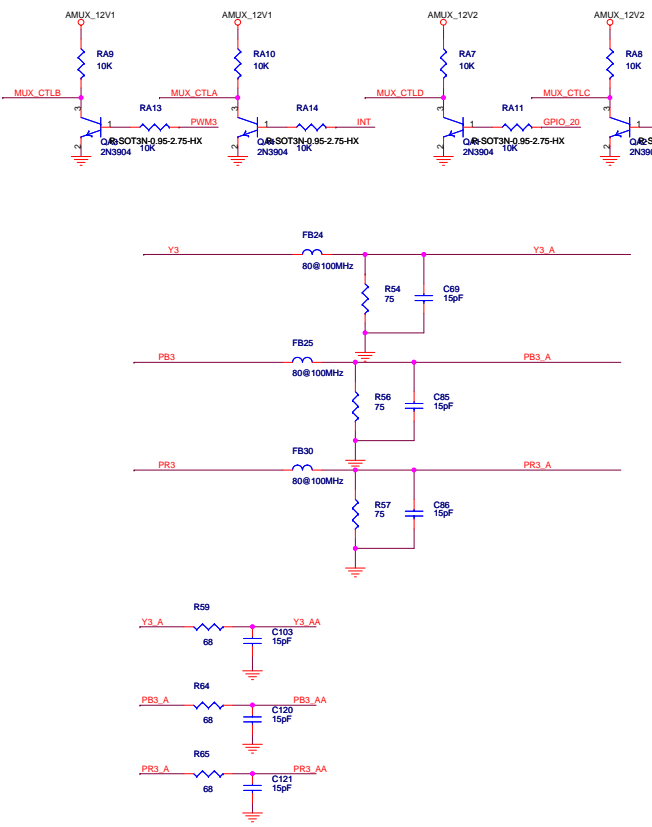 AMUX_12V1
AMUX_12V1
AMUX_12V2
AMUX_12V2
RA9
10K
RA10
10K
RA7
10K
RA8
10K
MUX_CTLB
MUX_CTLA
MUX_CTLD
MUX_CTLC
3
3
3
3
RA13
RA14
RA11
1
PWM3
1
INT
1
GPIO_20
1
2
2
2
2
R-SOT3N-0.95-2.75-HX
R-SOT3N-0.95-2.75-HX
R-SOT3N-0.95-2.75-HX
2N3904
10K
2N3904
10K
2N3904
10K
2N390
FB24
Y3
Y3_A
80@100MHz
R54
75
C69
15pF
FB25
PB3
PB3_A
80@100MHz
R56
75
C85
15pF
FB30
PR3
PR3_A
80@100MHz
R57
75
C86
15pF
R59
Y3_A
Y3_AA
68
C103
15pF
R64
PB3_A
PB3_AA
68
C120
15pF
R65
PR3_A
PR3_AA
68
C121
15pF